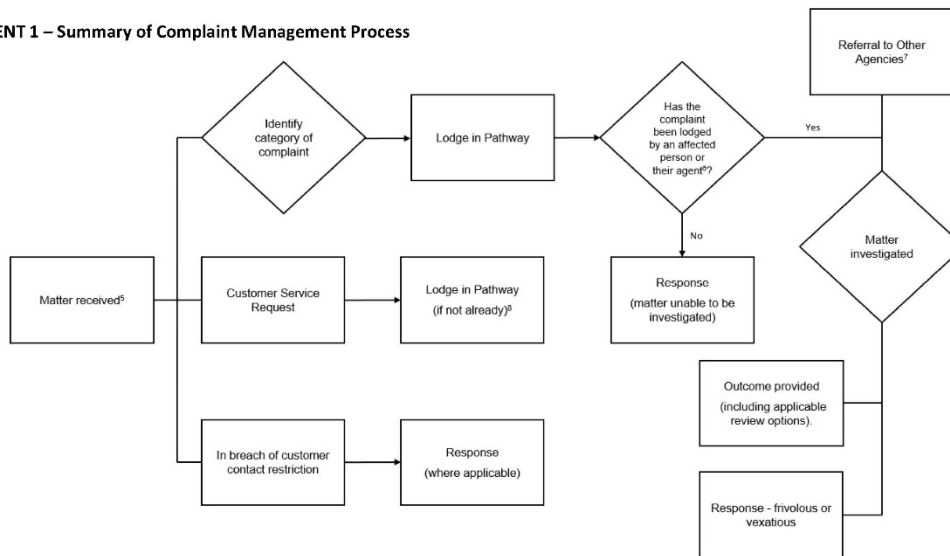 ENT 1 – Summary of Complaint Management Process
Referral to Other
Agencies⁷
Identify
category of
complaint
Lodge in Pathway
Has the
complaint
been lodged
by an affected
person or
their agent⁶?
Yes
No
Matter
investigated
Matter received⁵
Customer Service
Request
Lodge in Pathway
(if not already)⁸
Response
(matter unable to be
investigated)
Outcome provided
(including applicable
review options).
In breach of customer
contact restriction
Response
(where applicable)
Response - frivolous or
vexatious